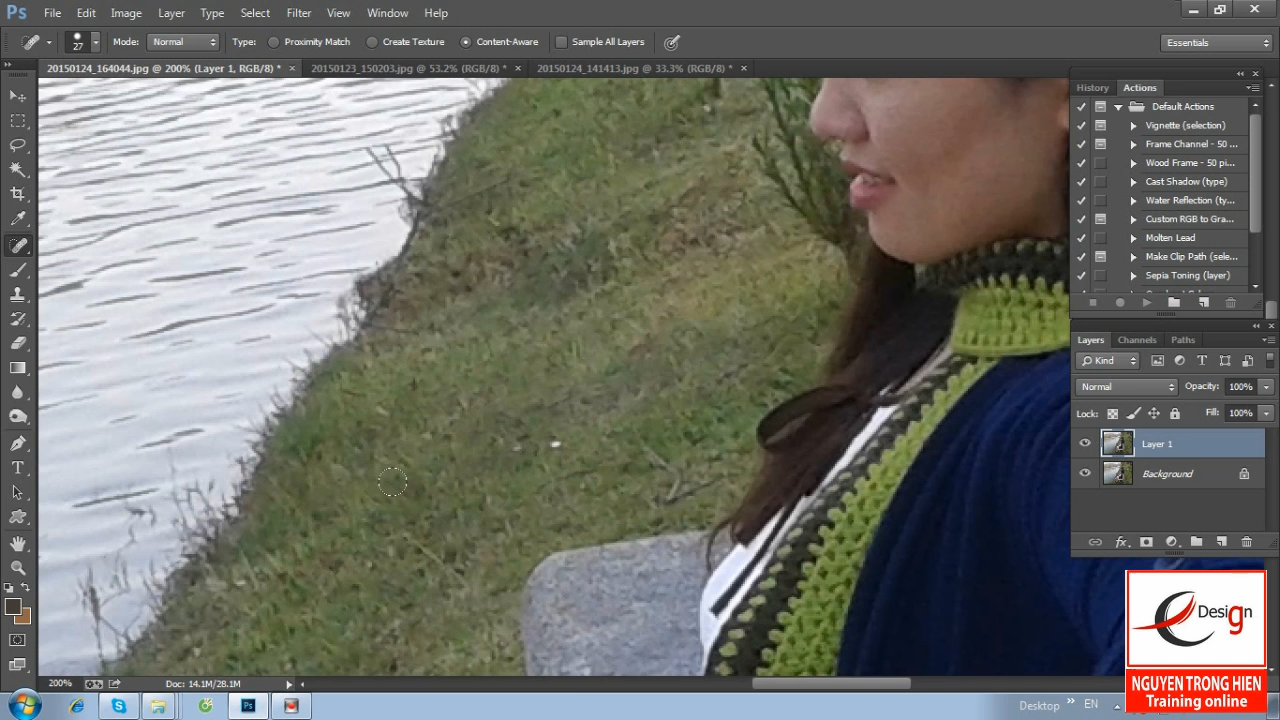 Ps File Edit Image Layer Type Select Filter View Window Help
27 Mode: Normal Type: Proximity Match Create Texture Content-Aware Sample All Layers Essentials
20150124_164044.jpg @ 200% (Layer 1, RGB/8) * × 20150123_150203.jpg @ 53.2% (RGB/8) * × 20150124_141413.jpg @ 33.3% (RGB/8) * ×
History Actions
Default Actions
Vignette (selection)
Frame Channel - 50 ...
Wood Frame - 50 pi...
Cast Shadow (type)
Water Reflection (ty...
Custom RGB to Gra...
Molten Lead
Make Clip Path (sele...
Sepia Toning (layer)
Layers Channels Paths
Kind
Normal Opacity: 100%
Lock: Fill: 100%
Layer 1
Background
fx
200% Doc: 14.1M/28.1M
Design
NGUYEN TRONG HIEN
Training online
Desktop » EN